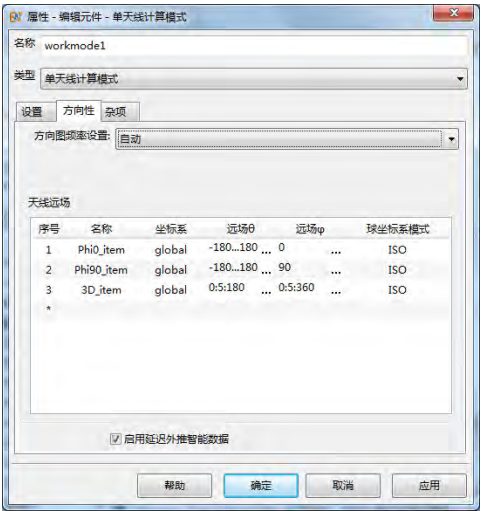 属性 - 编辑元件 - 单天线计算模式
名称 workmode1
类型 单天线计算模式
设置 方向性 杂项
方向图频率设置: 自动
天线远场
序号 名称 坐标系 远场θ 远场φ 球坐标系模式
1 Phi0_item global -180...180 ... 0 ... ISO
2 Phi90_item global -180...180 ... 90 ... ISO
3 3D_item global 0:5:180 ... 0:5:360 ... ISO
*
启用延迟外推智能数据
帮助 确定 取消 应用